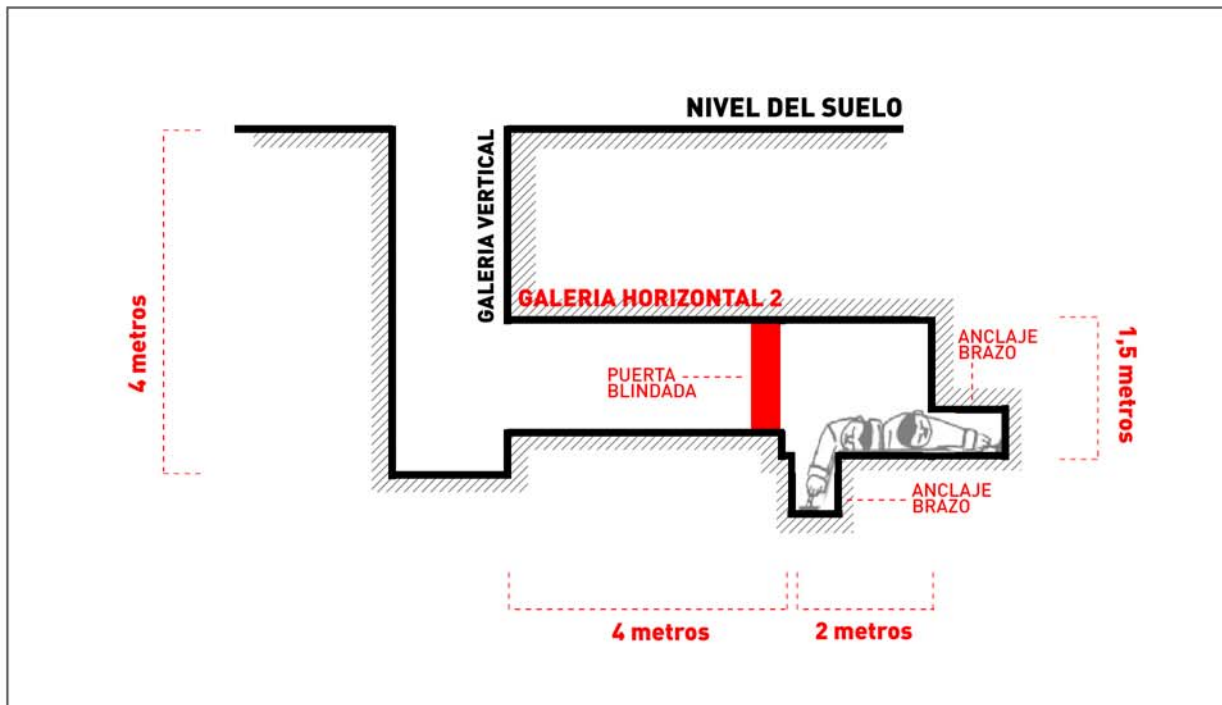 NIVEL DEL SUELO
GALERIA VERTICAL
GALERIA HORIZONTAL 2
4 metros
PUERTA
BLINDADA
ANCLAJE
BRAZO
1,5 metros
ANCLAJE
BRAZO
4 metros
2 metros